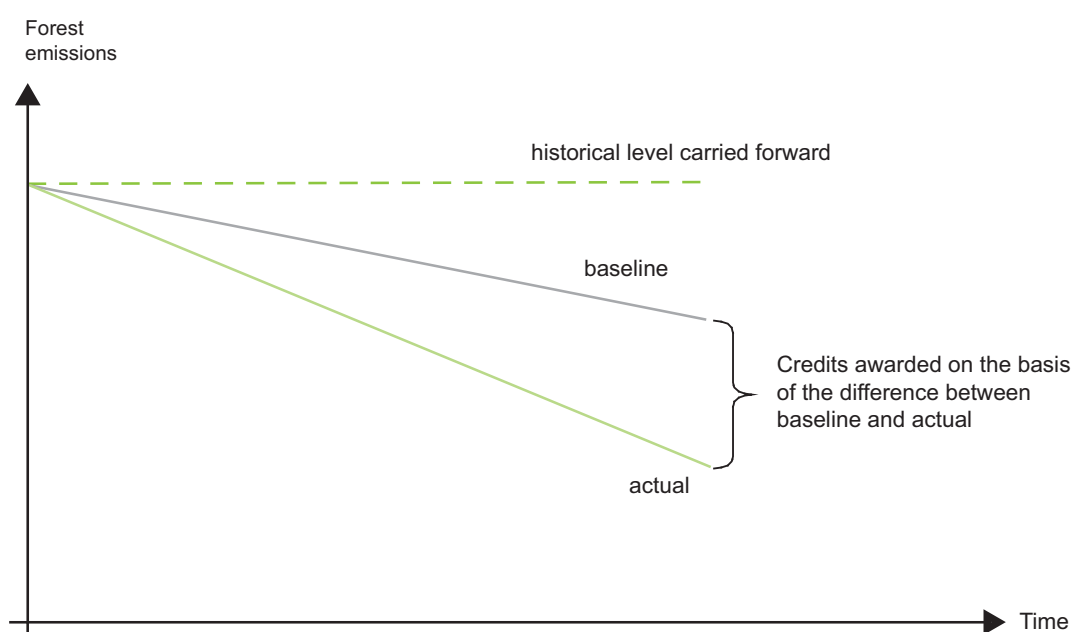 Forest
emissions
historical level carried forward
baseline
Credits awarded on the basis
of the difference between
baseline and actual
actual
Time